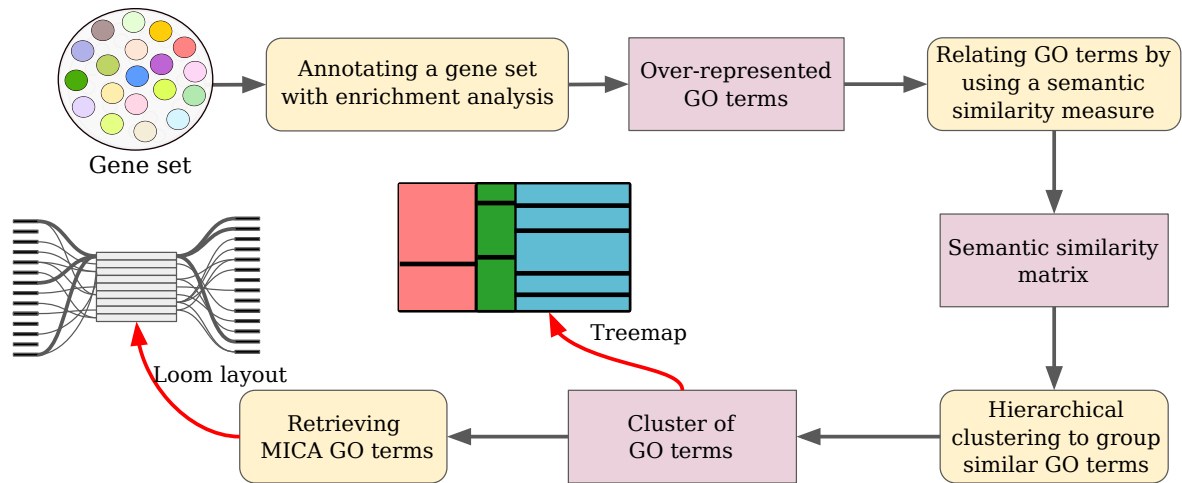 Gene set
Annotating a gene set
with enrichment analysis
Over-represented
GO terms
Relating GO terms by
using a semantic
similarity measure
Semantic similarity
matrix
Hierarchical
clustering to group
similar GO terms
Cluster of
GO terms
Treemap
Retrieving
MICA GO terms
Loom layout